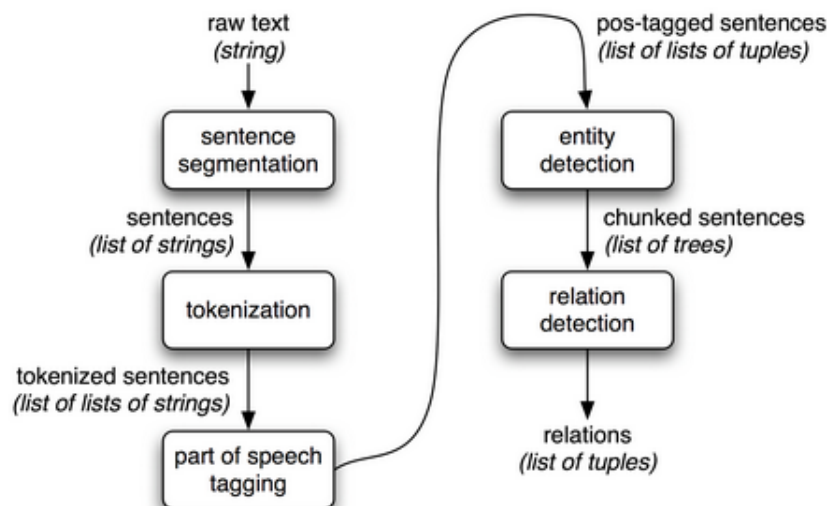 raw text
(string)
sentence
segmentation
sentences
(list of strings)
tokenization
tokenized sentences
(list of lists of strings)
part of speech
tagging
pos-tagged sentences
(list of lists of tuples)
entity
detection
chunked sentences
(list of trees)
relation
detection
relations
(list of tuples)